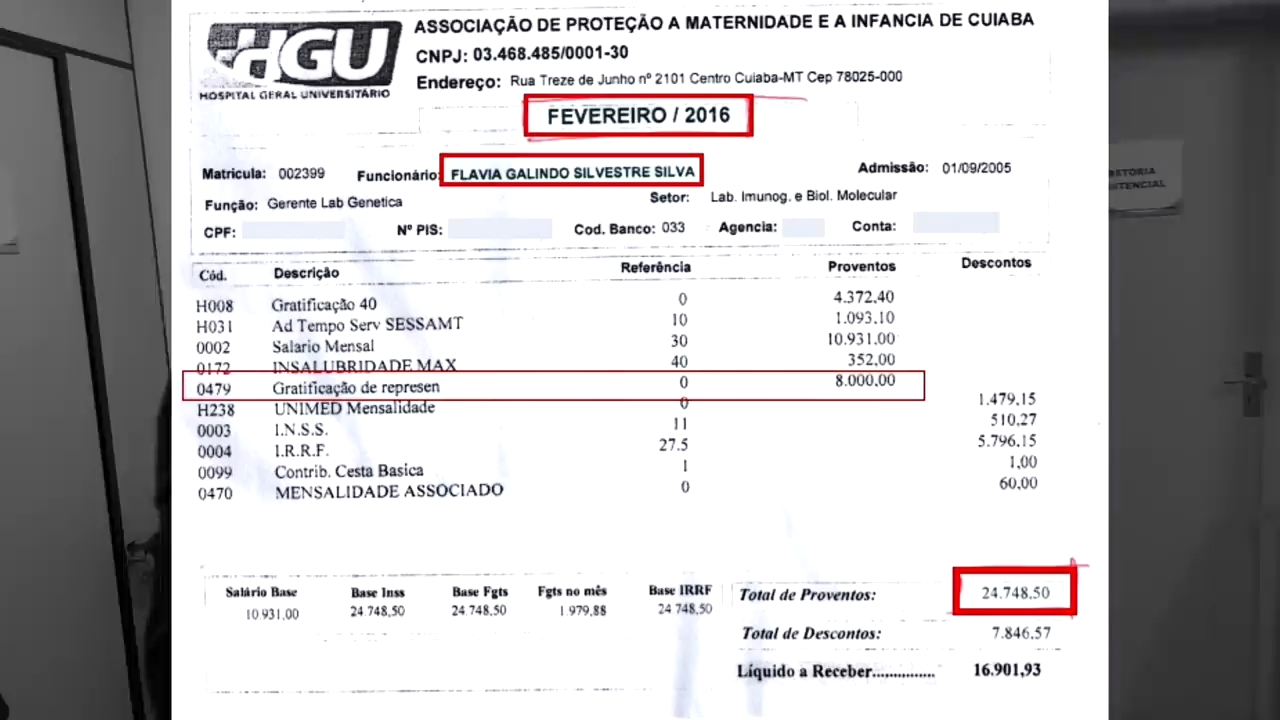 HGU
HOSPITAL GERAL UNIVERSITÁRIO
ASSOCIAÇÃO DE PROTEÇÃO A MATERNIDADE E A INFANCIA DE CUIABA
CNPJ: 03.468.485/0001-30
Endereço: Rua Treze de Junho nº 2101 Centro Cuiaba-MT Cep 78025-000
FEVEREIRO / 2016
Matricula: 002399 Funcionário: FLAVIA GALINDO SILVESTRE SILVA Admissão: 01/09/2005
Função: Gerente Lab Genetica Setor: Lab. Imunog. e Biol. Molecular
CPF: Nº PIS: Cod. Banco: 033 Agencia: Conta:
Cód. Descrição Referência Proventos Descontos
H008 Gratificação 40 0 4.372,40
H031 Ad Tempo Serv SESSAMT 10 1.093,10
0002 Salario Mensal 30 10.931,00
0172 INSALUBRIDADE MAX 40 352,00
0479 Gratificação de represen 0 8.000,00
H238 UNIMED Mensalidade 0 1.479,15
0003 I.N.S.S. 11 510,27
0004 I.R.R.F. 27.5 5.796,15
0099 Contrib. Cesta Basica 1 1,00
0470 MENSALIDADE ASSOCIADO 0 60,00
Salário Base Base Inss Base Fgts Fgts no mês Base IRRF
10.931,00 24.748,50 24.748,50 1.979,88 24.748,50
Total de Proventos: 24.748,50
Total de Descontos: 7.846,57
Líquido a Receber............... 16.901,93